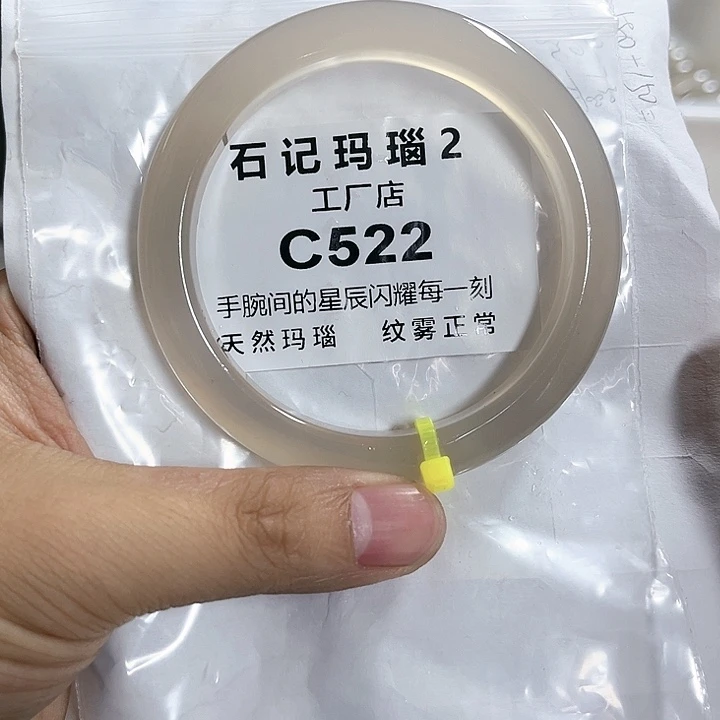 石记玛瑙2
工厂店
C522
手腕间的星辰闪耀每一刻
天然玛瑙 纹雾正常